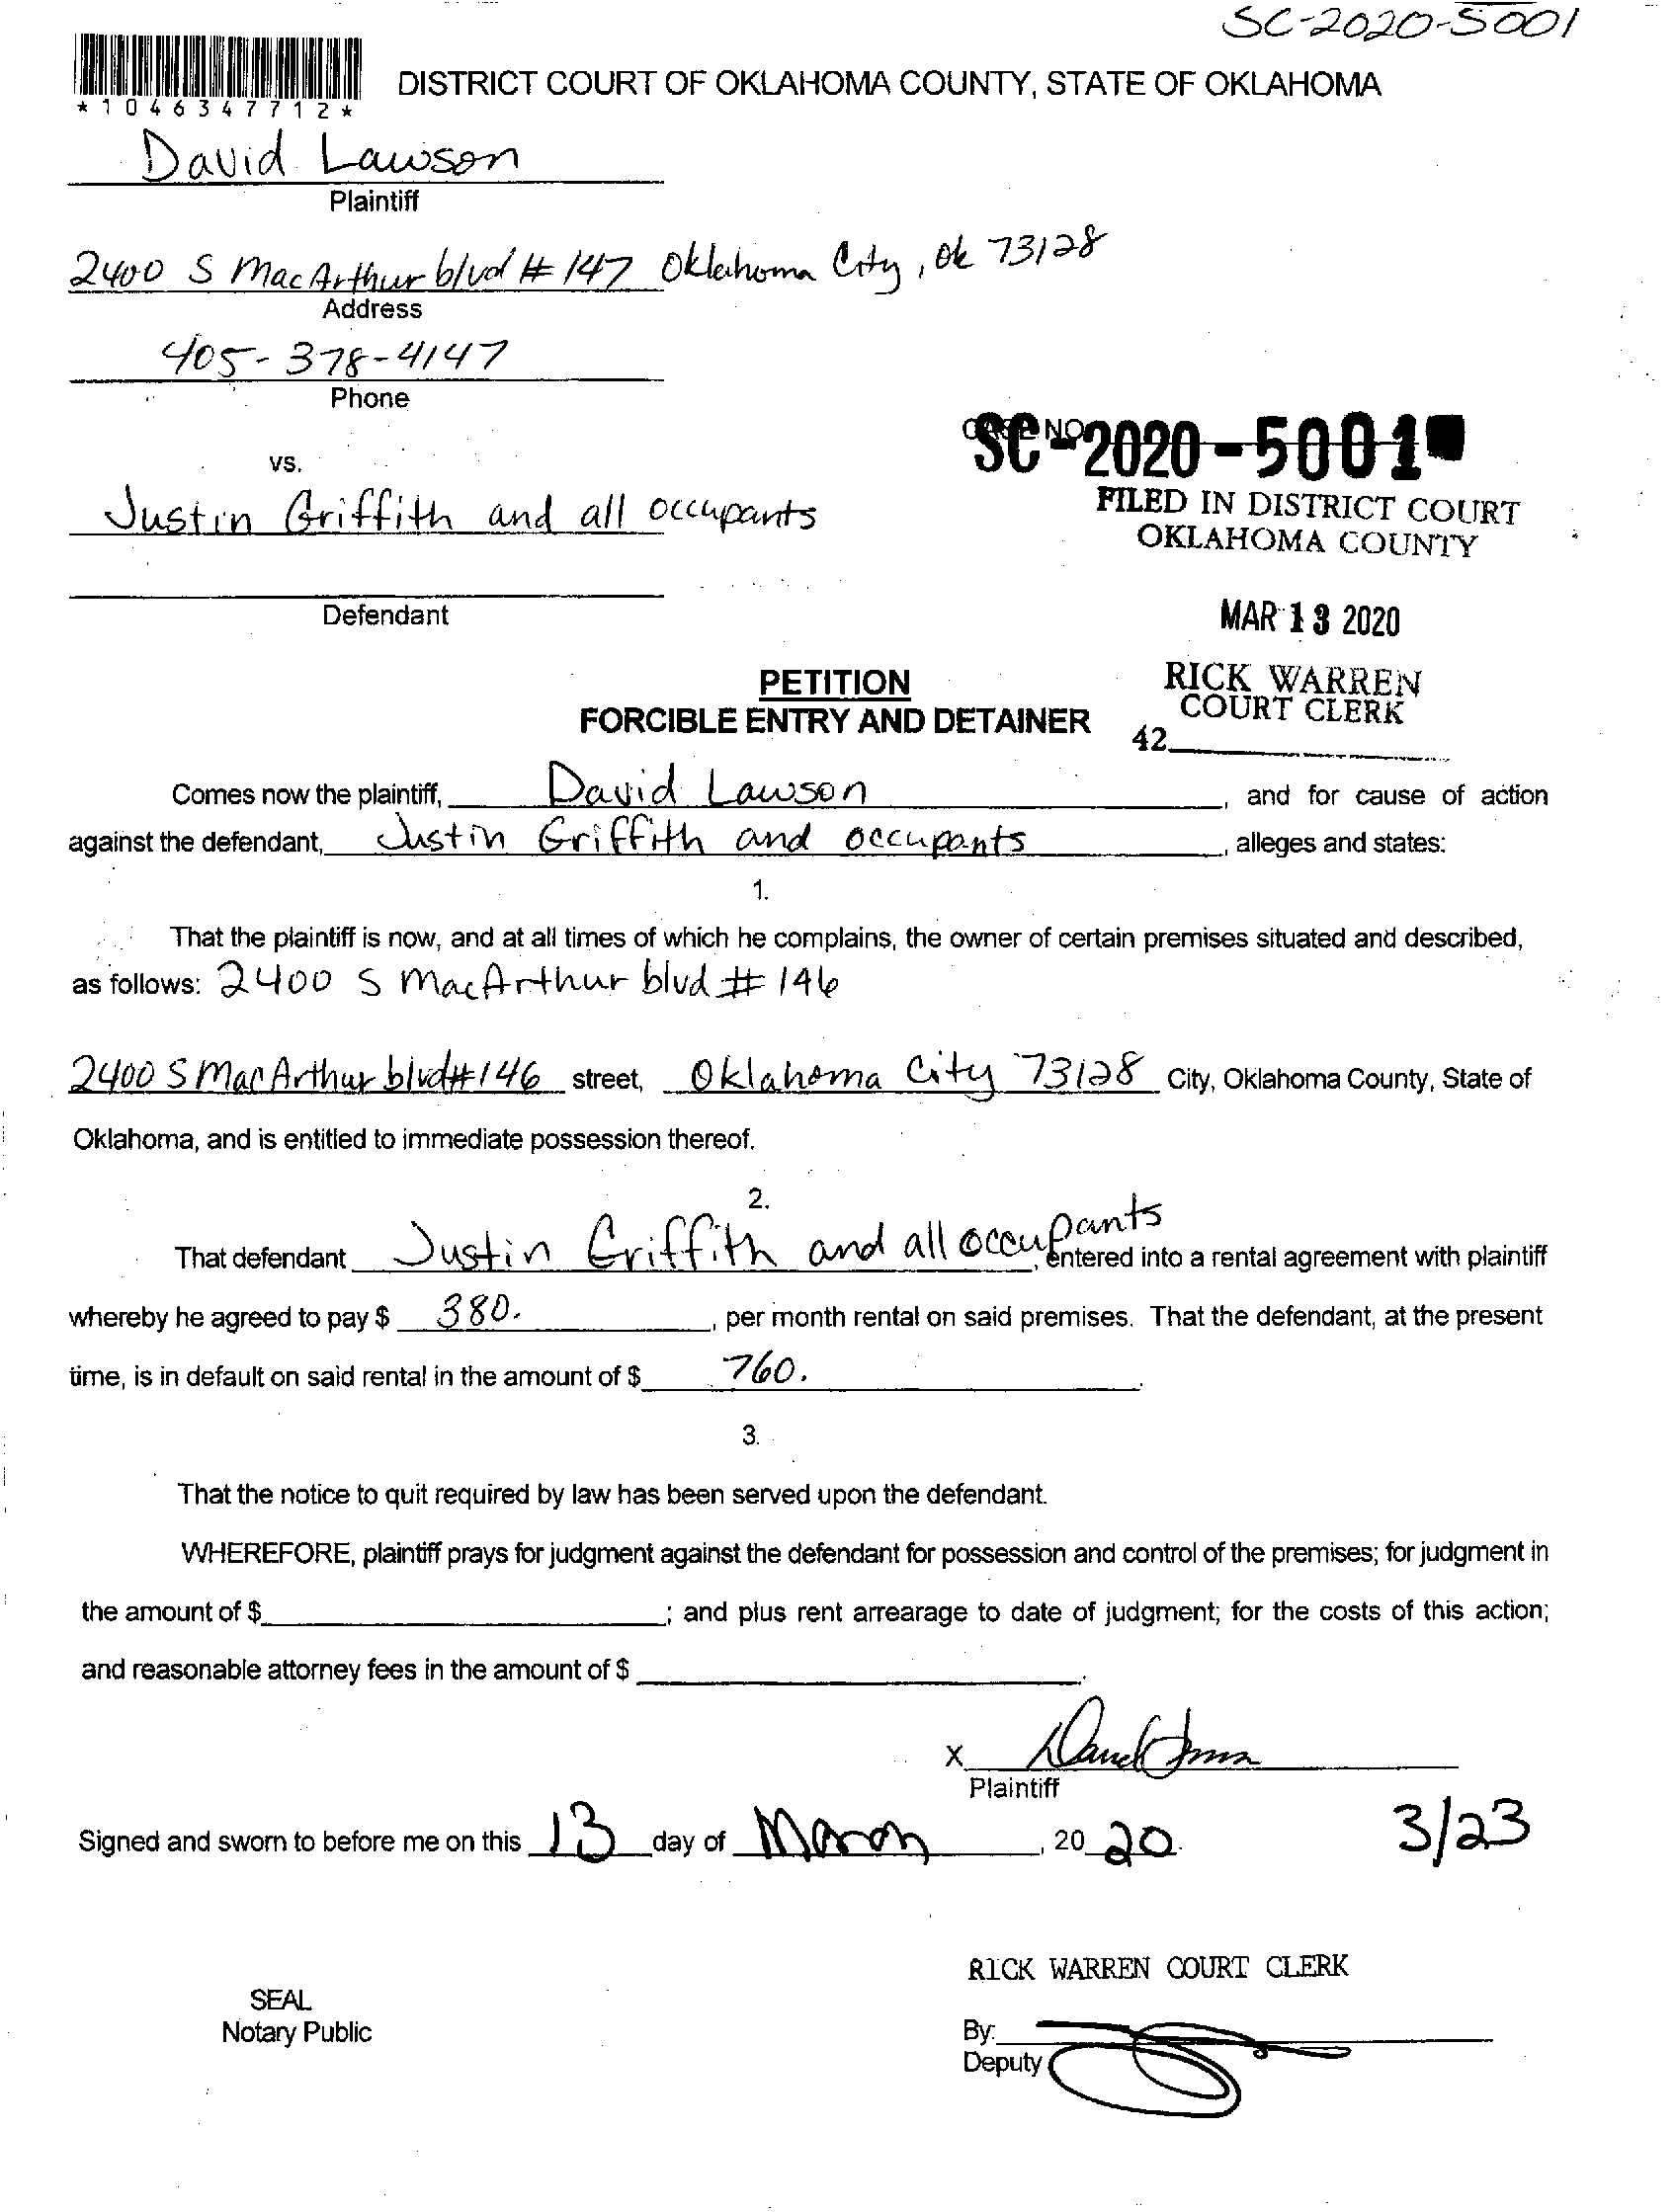 SC-2020-5001
DISTRICT COURT OF OKLAHOMA COUNTY, STATE OF OKLAHOMA
*1046347712*
David Lawson
Plaintiff
2400 S MacArthur blvd # 147 Oklahoma City, Ok 73128
Address
405-378-4147
Phone
CASE NO.
SC-2020-5001
vs.
FILED IN DISTRICT COURT
Justin Griffith and all occupants
OKLAHOMA COUNTY
Defendant
MAR 13 2020
PETITION
RICK WARREN
FORCIBLE ENTRY AND DETAINER
COURT CLERK
42
Comes now the plaintiff, David Lawson, and for cause of action
against the defendant, Justin Griffith and occupants, alleges and states:
1.
That the plaintiff is now, and at all times of which he complains, the owner of certain premises situated and described,
as follows: 2400 S MacArthur blvd # 146
2400 S MacArthur blvd#146 street, Oklahoma City 73128 City, Oklahoma County, State of
Oklahoma, and is entitled to immediate possession thereof.
2.
That defendant Justin Griffith and all occupants, entered into a rental agreement with plaintiff
whereby he agreed to pay $ 380. , per month rental on said premises. That the defendant, at the present
time, is in default on said rental in the amount of $ 760. .
3.
That the notice to quit required by law has been served upon the defendant.
WHEREFORE, plaintiff prays for judgment against the defendant for possession and control of the premises; for judgment in
the amount of $ ; and plus rent arrearage to date of judgment; for the costs of this action;
and reasonable attorney fees in the amount of $ .
X
Plaintiff
Signed and sworn to before me on this 13 day of March, 20 20. 3/23
RICK WARREN COURT CLERK
SEAL
Notary Public
By:
Deputy